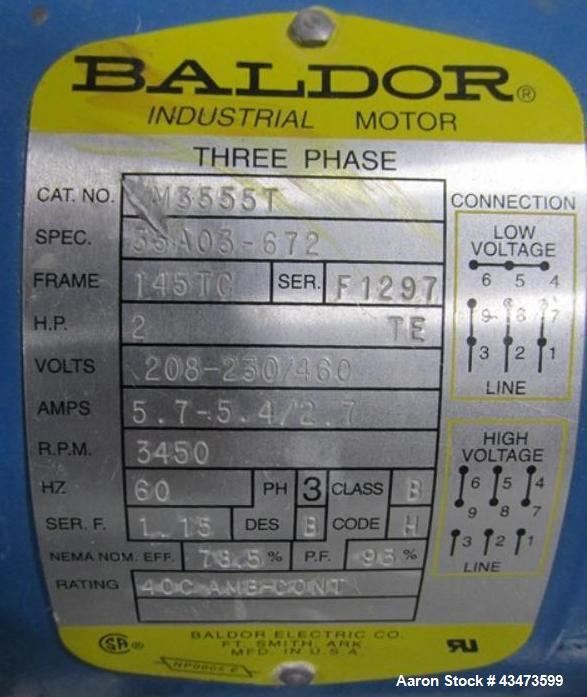 BALDOR®
INDUSTRIAL MOTOR
THREE PHASE
CAT. NO. M3555T
SPEC. 35A03-672
FRAME 145TC SER. F1297
H.P. 2 TE
VOLTS 208-230/460
AMPS 5.7-5.4/2.7
R.P.M. 3450
HZ 60 PH 3 CLASS B
SER. F. 1.15 DES B CODE H
NEMA NOM. EFF. 78.5 % P.F. 93 %
RATING 40C AMB-CONT
CONNECTION
LOW
VOLTAGE
6 5 4
9 8 7
3 2 1
LINE
HIGH
VOLTAGE
6 5 4
9 8 7
3 2 1
LINE
BALDOR ELECTRIC CO.
FT. SMITH, ARK.
MFD. IN U.S.A.
Aaron Stock # 43473599